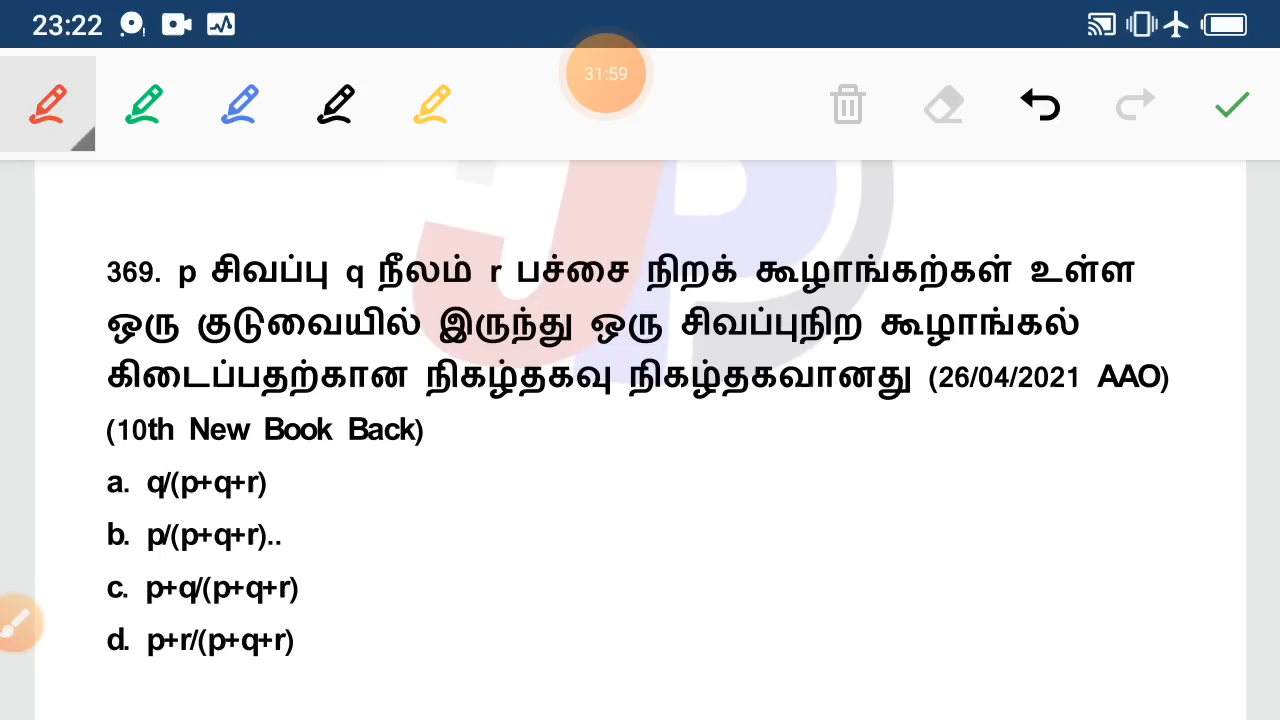 23:22
31:59
369. p சிவப்பு q நீலம் r பச்சை நிறக் கூழாங்கற்கள் உள்ள
ஒரு குடுவையில் இருந்து ஒரு சிவப்புநிற கூழாங்கல்
கிடைப்பதற்கான நிகழ்தகவு நிகழ்தகவானது (26/04/2021 AAO)
(10th New Book Back)
a. q/(p+q+r)
b. p/(p+q+r)..
c. p+q/(p+q+r)
d. p+r/(p+q+r)